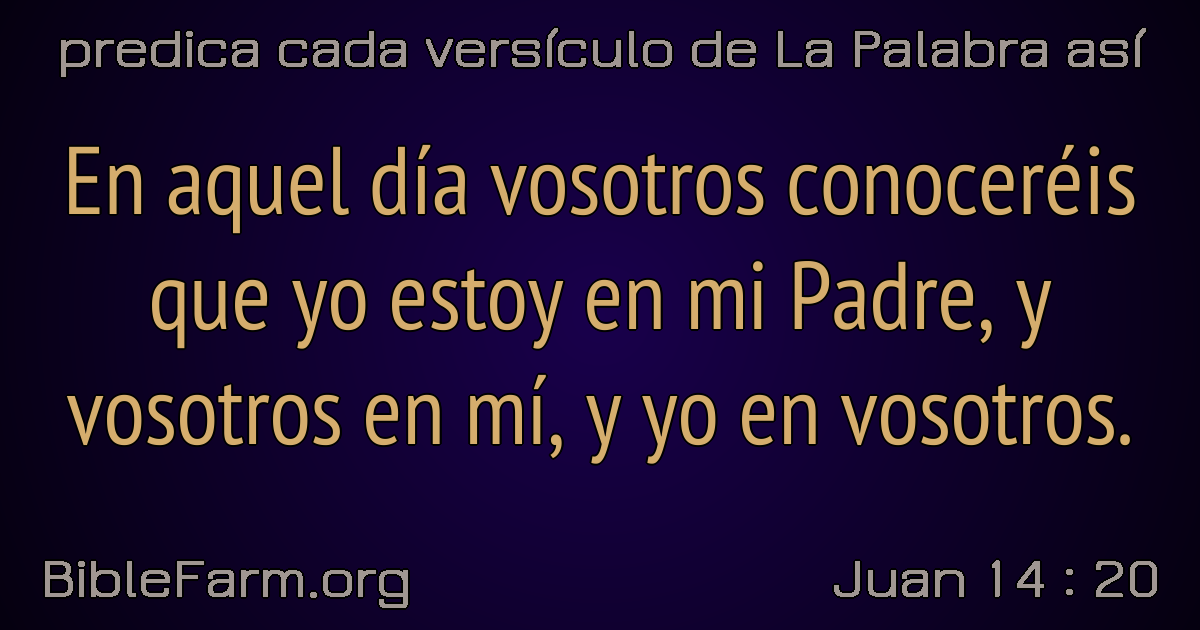 predica cada versículo de La Palabra así
En aquel día vosotros conoceréis
que yo estoy en mi Padre, y
vosotros en mí, y yo en vosotros.
BibleFarm.org
Juan 14 : 20